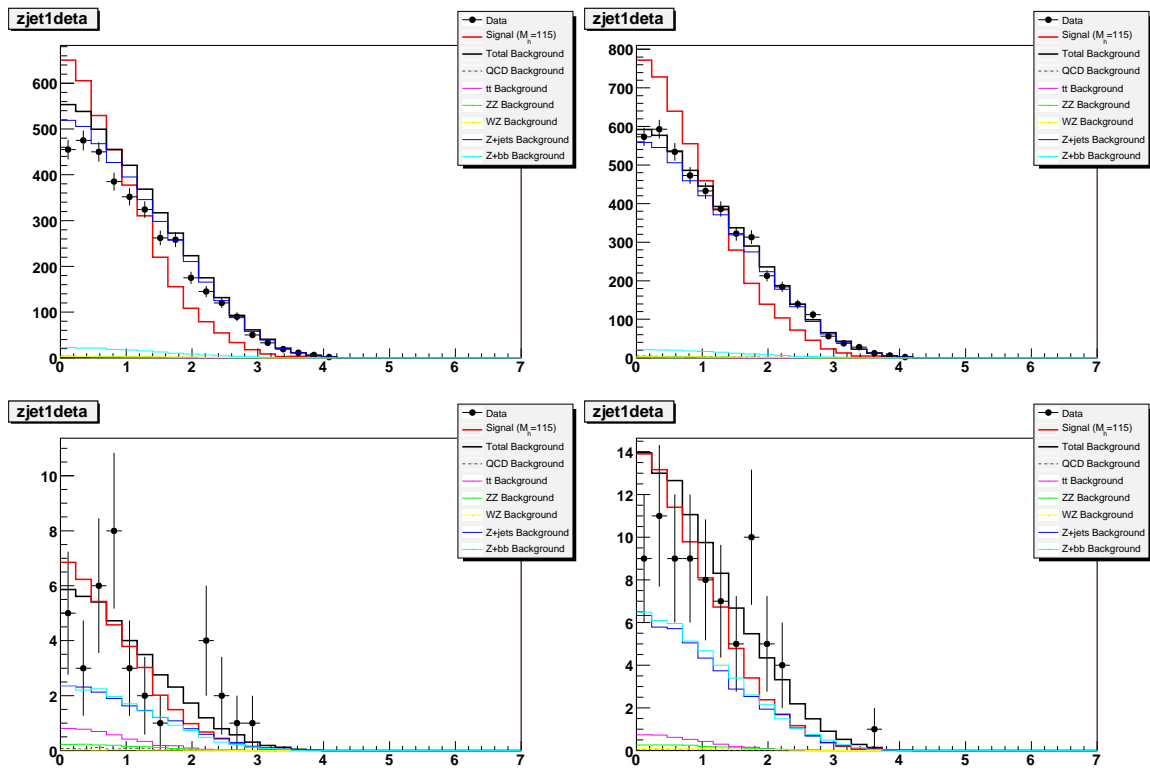 zjet1deta
Data
Signal (M_h=115)
Total Background
QCD Background
tt Background
ZZ Background
WZ Background
Z+jets Background
Z+bb Background
600
500
400
300
200
100
0
0 1 2 3 4 5 6 7
zjet1deta
Data
Signal (M_h=115)
Total Background
QCD Background
tt Background
ZZ Background
WZ Background
Z+jets Background
Z+bb Background
800
700
600
500
400
300
200
100
0
0 1 2 3 4 5 6 7
zjet1deta
Data
Signal (M_h=115)
Total Background
QCD Background
tt Background
ZZ Background
WZ Background
Z+jets Background
Z+bb Background
10
8
6
4
2
0
0 1 2 3 4 5 6 7
zjet1deta
Data
Signal (M_h=115)
Total Background
QCD Background
tt Background
ZZ Background
WZ Background
Z+jets Background
Z+bb Background
14
12
10
8
6
4
2
0
0 1 2 3 4 5 6 7